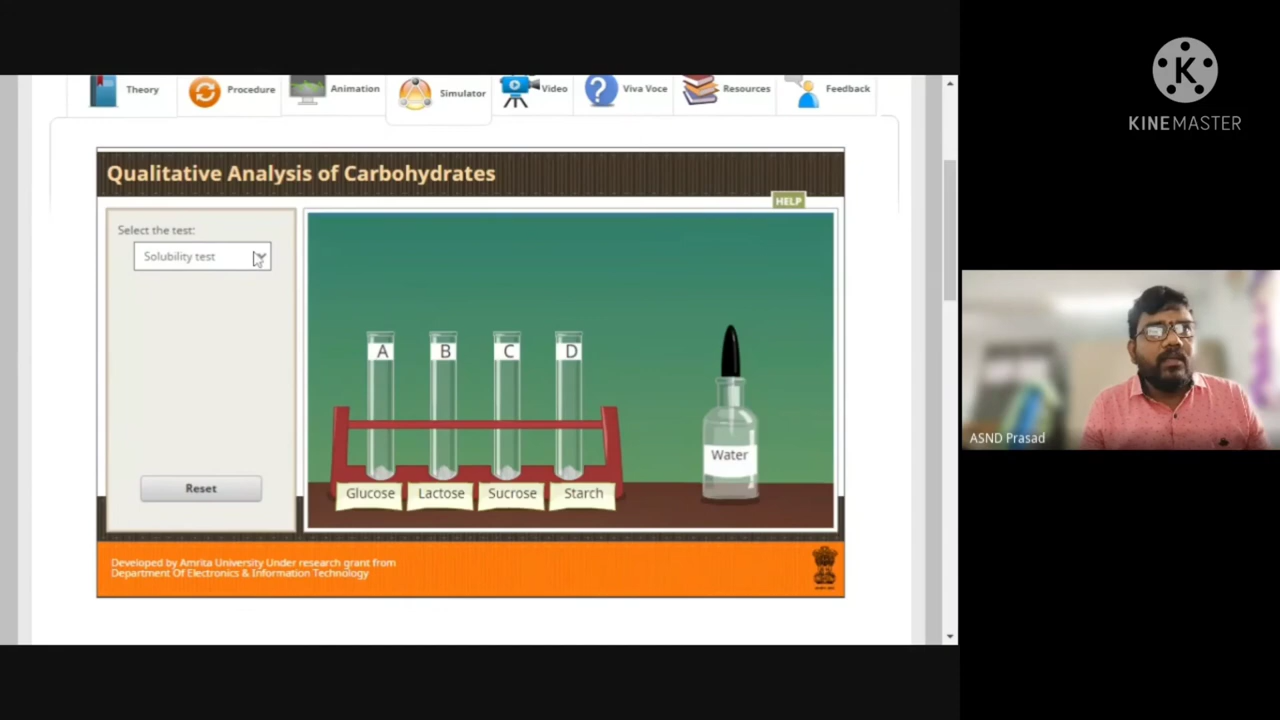 Theory
Procedure
Animation
Simulator
Video
Viva Voce
Resources
Feedback
K
KINEMASTER
Qualitative Analysis of Carbohydrates
HELP
Select the test:
Solubility test
A
B
C
D
Water
Glucose
Lactose
Sucrose
Starch
Reset
ASND Prasad
Developed by Amrita University Under research grant from
Department Of Electronics & Information Technology